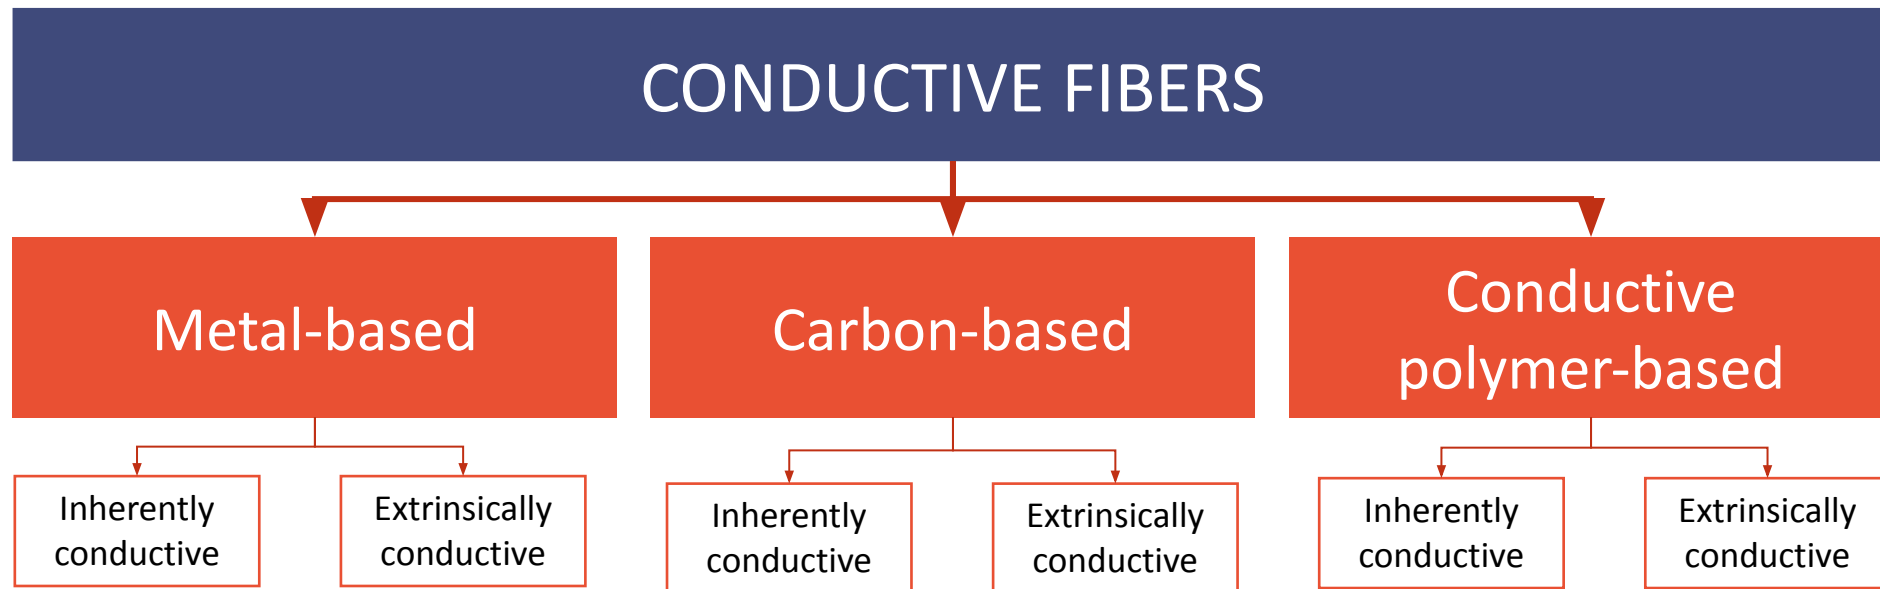 CONDUCTIVE FIBERS
Metal-based
Carbon-based
Conductive
polymer-based
Inherently
conductive
Extrinsically
conductive
Inherently
conductive
Extrinsically
conductive
Inherently
conductive
Extrinsically
conductive